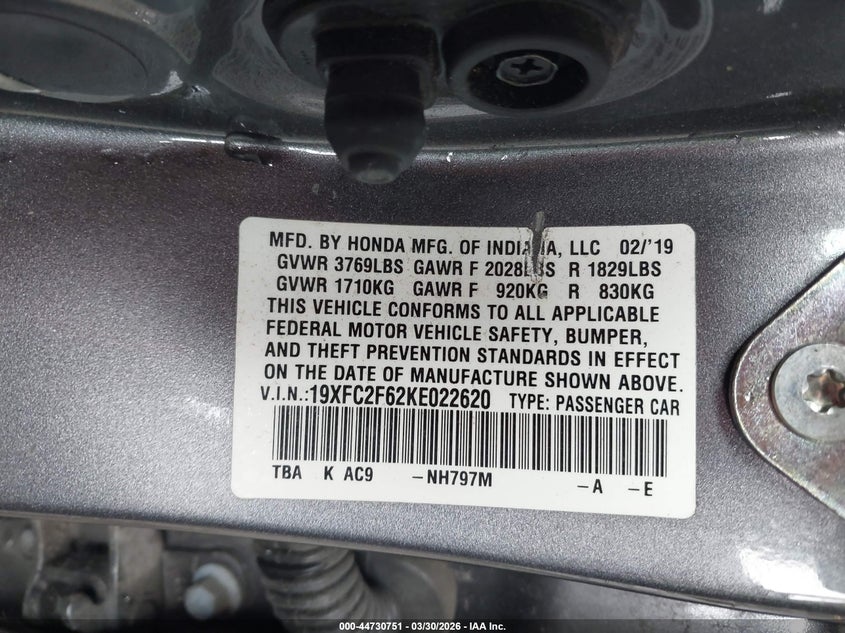 MFD. BY HONDA MFG. OF INDIANA, LLC 02/'19
GVWR 3769LBS GAWR F 2028LBS R 1829LBS
GVWR 1710KG GAWR F 920KG R 830KG
THIS VEHICLE CONFORMS TO ALL APPLICABLE
FEDERAL MOTOR VEHICLE SAFETY, BUMPER,
AND THEFT PREVENTION STANDARDS IN EFFECT
ON THE DATE OF MANUFACTURE SHOWN ABOVE.
V.I.N.:19XFC2F62KE022620 TYPE: PASSENGER CAR
TBA K AC9 -NH797M -A -E
000-44730751 — 03/30/2026 - IAA Inc.